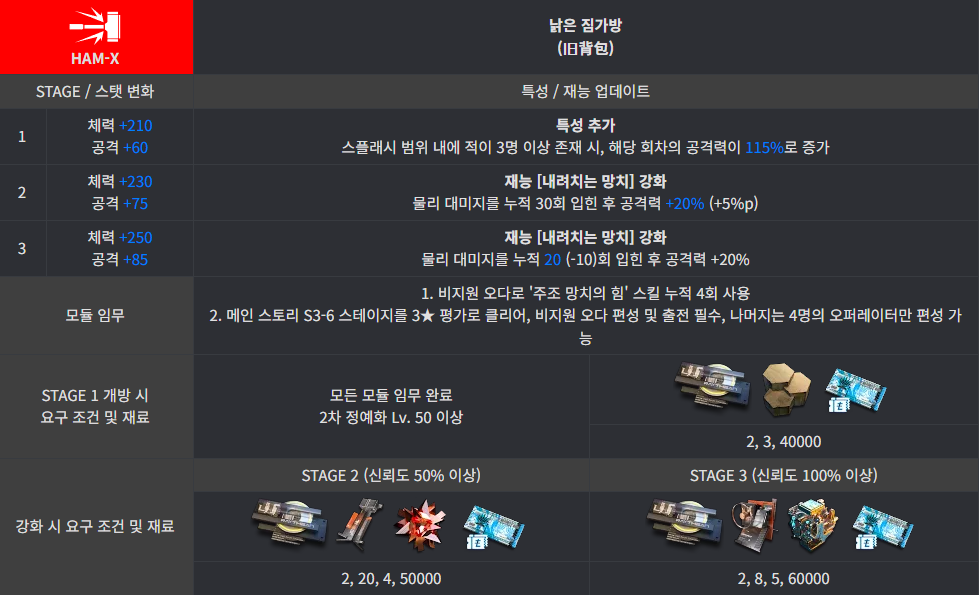 HAM-X
낡은 짐가방
(旧背包)
STAGE / 스탯 변화
특성 / 재능 업데이트
1
체력 +210
공격 +60
특성 추가
스플래시 범위 내에 적이 3명 이상 존재 시, 해당 회차의 공격력이 115%로 증가
2
체력 +230
공격 +75
재능 [내려치는 망치] 강화
물리 대미지를 누적 30회 입힌 후 공격력 +20% (+5%p)
3
체력 +250
공격 +85
재능 [내려치는 망치] 강화
물리 대미지를 누적 20 (-10)회 입힌 후 공격력 +20%
모듈 임무
1. 비지원 오다로 '주조 망치의 힘' 스킬 누적 4회 사용
2. 메인 스토리 S3-6 스테이지를 3★ 평가로 클리어, 비지원 오다 편성 및 출전 필수, 나머지는 4명의 오퍼레이터만 편성 가
능
STAGE 1 개방 시
요구 조건 및 재료
모든 모듈 임무 완료
2차 정예화 Lv. 50 이상
2, 3, 40000
강화 시 요구 조건 및 재료
STAGE 2 (신뢰도 50% 이상)
STAGE 3 (신뢰도 100% 이상)
2, 20, 4, 50000
2, 8, 5, 60000